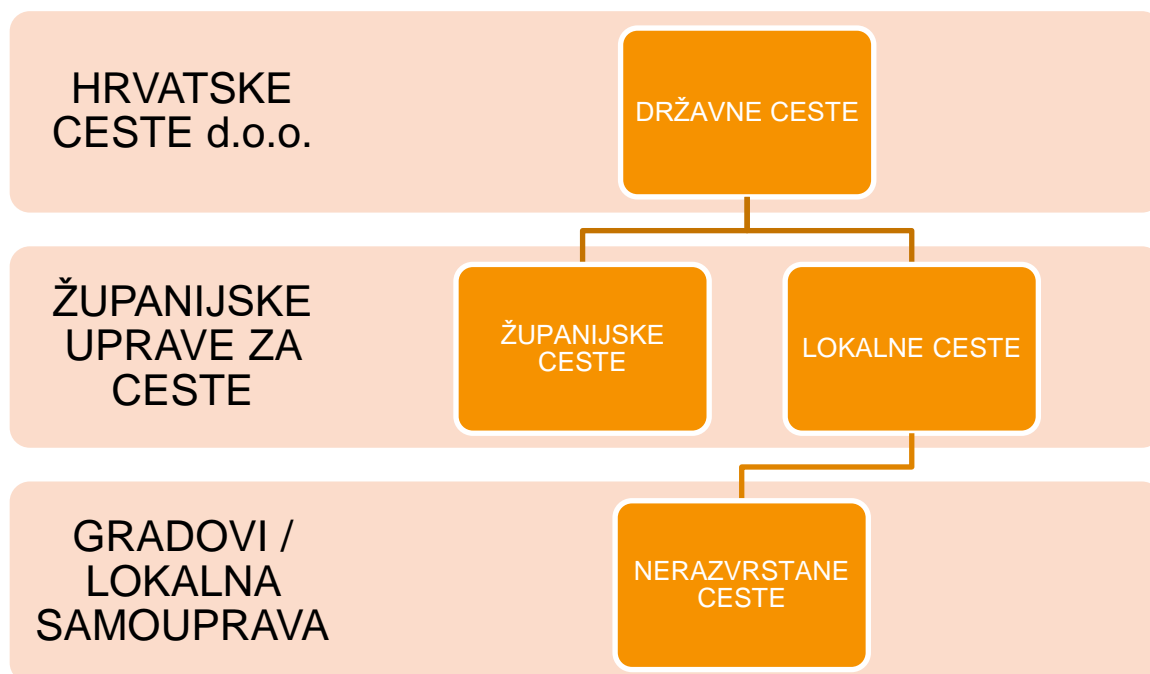 HRVATSKE
CESTE d.o.o.
DRŽAVNE CESTE
ŽUPANIJSKE
UPRAVE ZA
CESTE
ŽUPANIJSKE
CESTE
LOKALNE CESTE
GRADOVI /
LOKALNA
SAMOUPRAVA
NERAZVRSTANE
CESTE